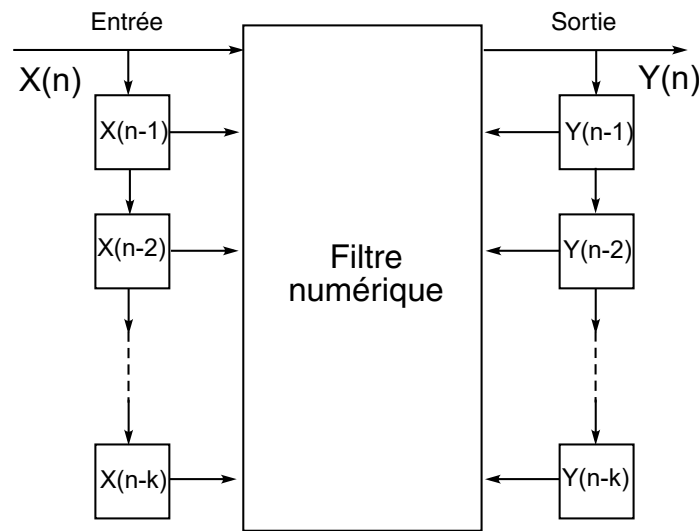 Entrée
Sortie
X(n)
Y(n)
X(n-1)
Y(n-1)
X(n-2)
Y(n-2)
Filtre
numérique
X(n-k)
Y(n-k)